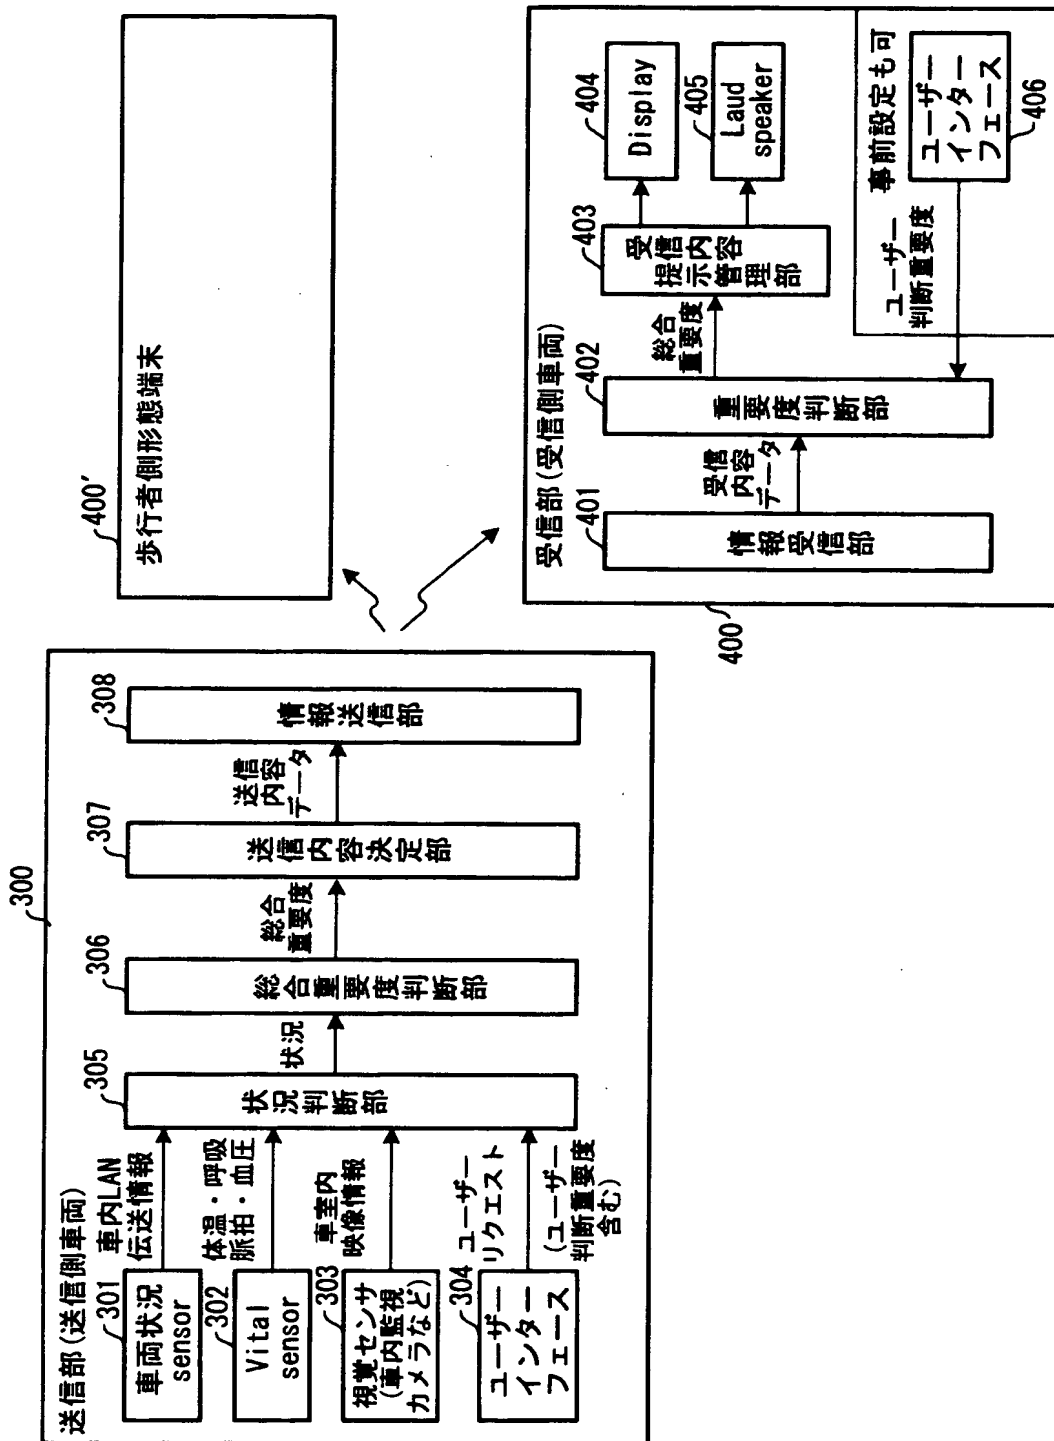 送信部(送信側車両)
300
301
車両状況
sensor
車内LAN
伝送情報
302
Vital
sensor
体温・呼吸
脈拍・血圧
303
視覚センサ
(車内監視
カメラなど)
車室内
映像情報
304
ユーザー
インター
フェース
ユーザー
リクエスト
(ユーザー
判断重要度
含む)
305
状況判断部
状況
306
総合重要度判断部
総合
重要度
307
送信内容決定部
送信
内容
データ
308
情報送信部
400'
歩行者側形態端末
受信部(受信側車両)
400
401
情報受信部
受信
内容
データ
402
重要度判断部
総合
重要度
403
受信内容
提示管理部
404
Display
405
Laud
speaker
ユーザー
判断重要度
事前設定も可
ユーザー
インター
フェース
406